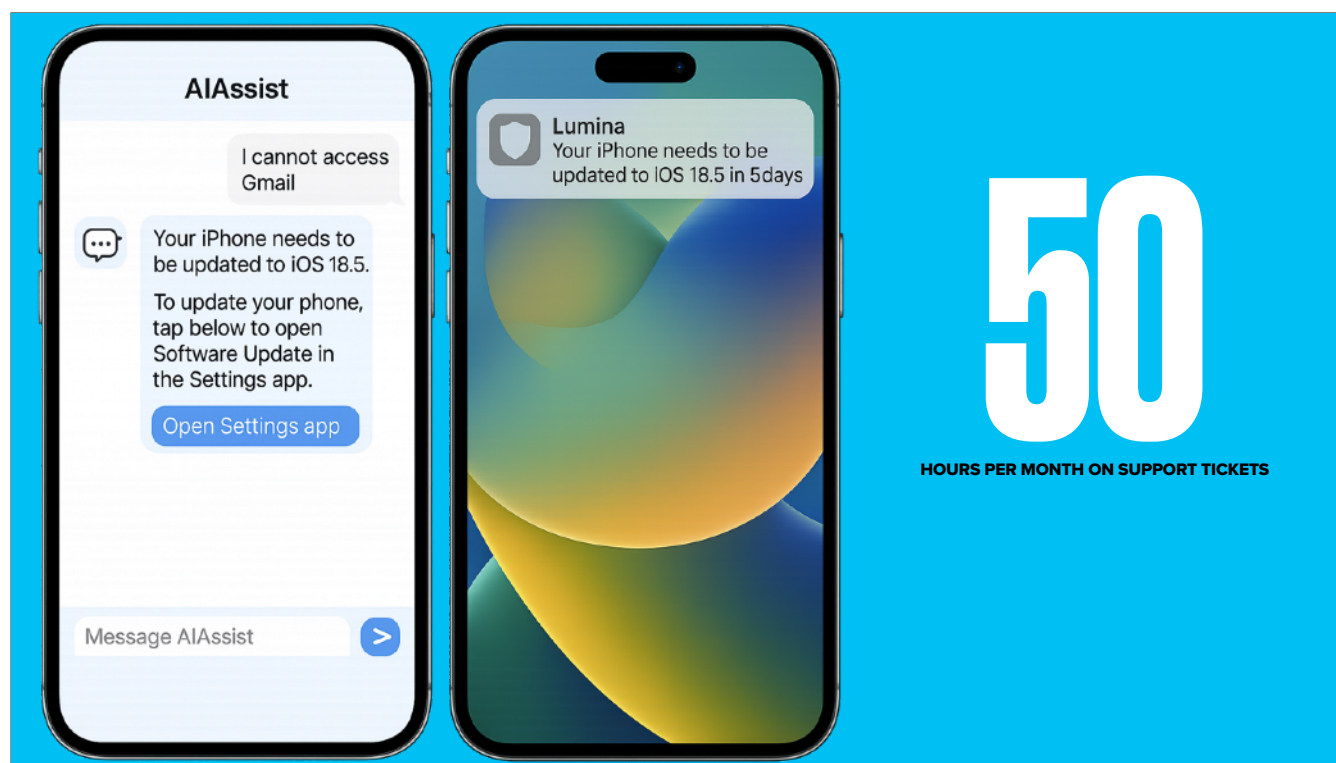 AIAssist
I cannot access
Gmail
Your iPhone needs to
be updated to iOS 18.5.
To update your phone,
tap below to open
Software Update in
the Settings app.
Open Settings app
Message AIAssist
Lumina
Your iPhone needs to be
updated to IOS 18.5 in 5days
50
HOURS PER MONTH ON SUPPORT TICKETS